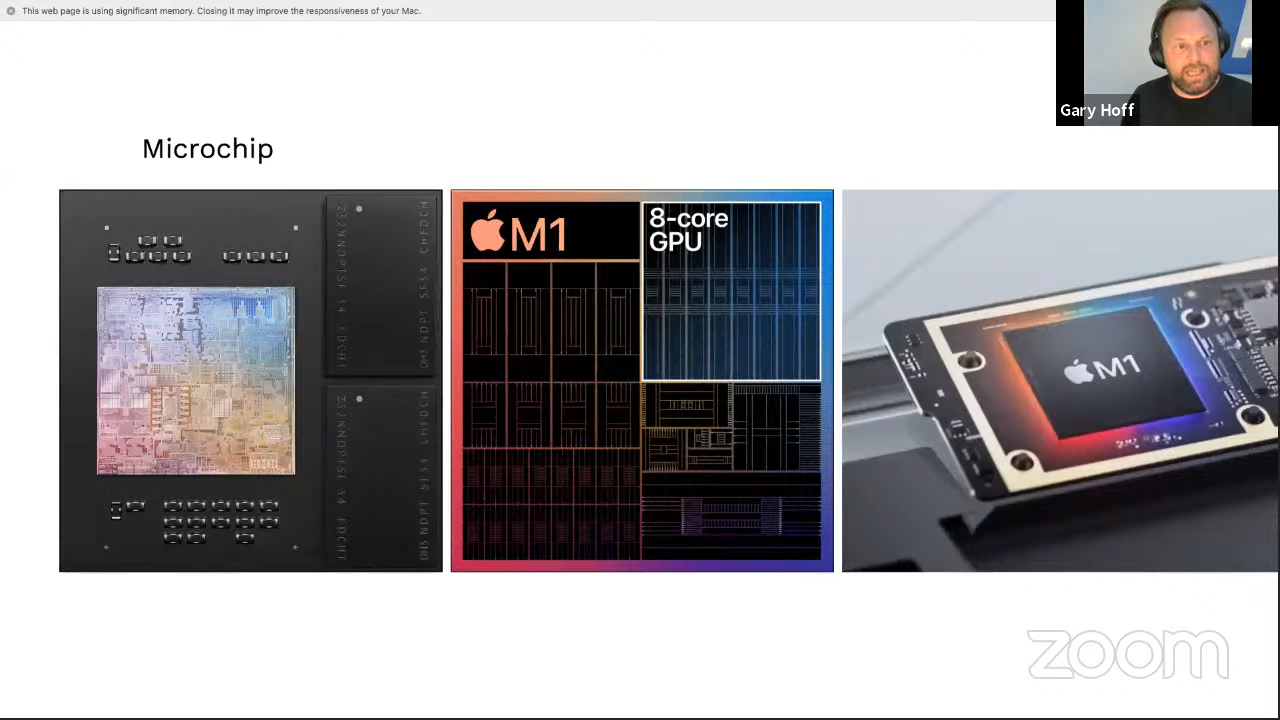 This web page is using significant memory. Closing it may improve the responsiveness of your Mac.
Gary Hoff
Microchip
M1
8-core
GPU
M1
zoom